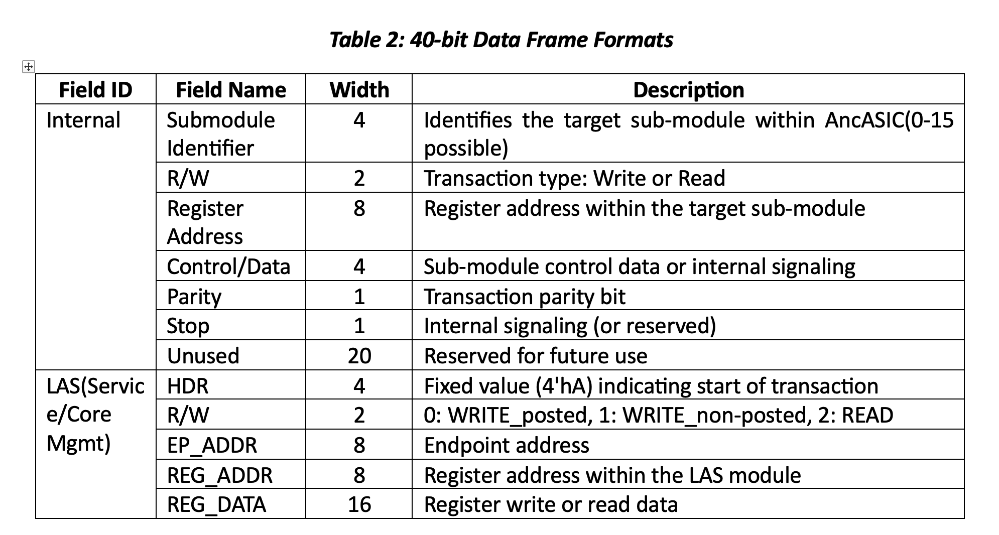 Table 2: 40-bit Data Frame Formats
Field ID Field Name Width Description
Internal Submodule 4 Identifies the target sub-module within AncASIC(0-15
Identifier possible)
R/W 2 Transaction type: Write or Read
Register 8 Register address within the target sub-module
Address
Control/Data 4 Sub-module control data or internal signaling
Parity 1 Transaction parity bit
Stop 1 Internal signaling (or reserved)
Unused 20 Reserved for future use
LAS(Servic HDR 4 Fixed value (4'hA) indicating start of transaction
e/Core R/W 2 0: WRITE_posted, 1: WRITE_non-posted, 2: READ
Mgmt) EP_ADDR 8 Endpoint address
REG_ADDR 8 Register address within the LAS module
REG_DATA 16 Register write or read data